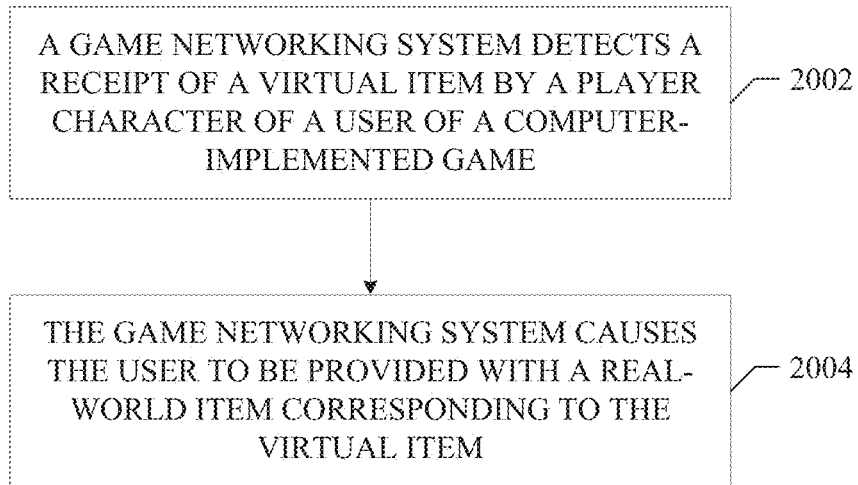 A GAME NETWORKING SYSTEM DETECTS A
RECEIPT OF A VIRTUAL ITEM BY A PLAYER
CHARACTER OF A USER OF A COMPUTER-
IMPLEMENTED GAME
2002
THE GAME NETWORKING SYSTEM CAUSES
THE USER TO BE PROVIDED WITH A REAL-
WORLD ITEM CORRESPONDING TO THE
VIRTUAL ITEM
2004